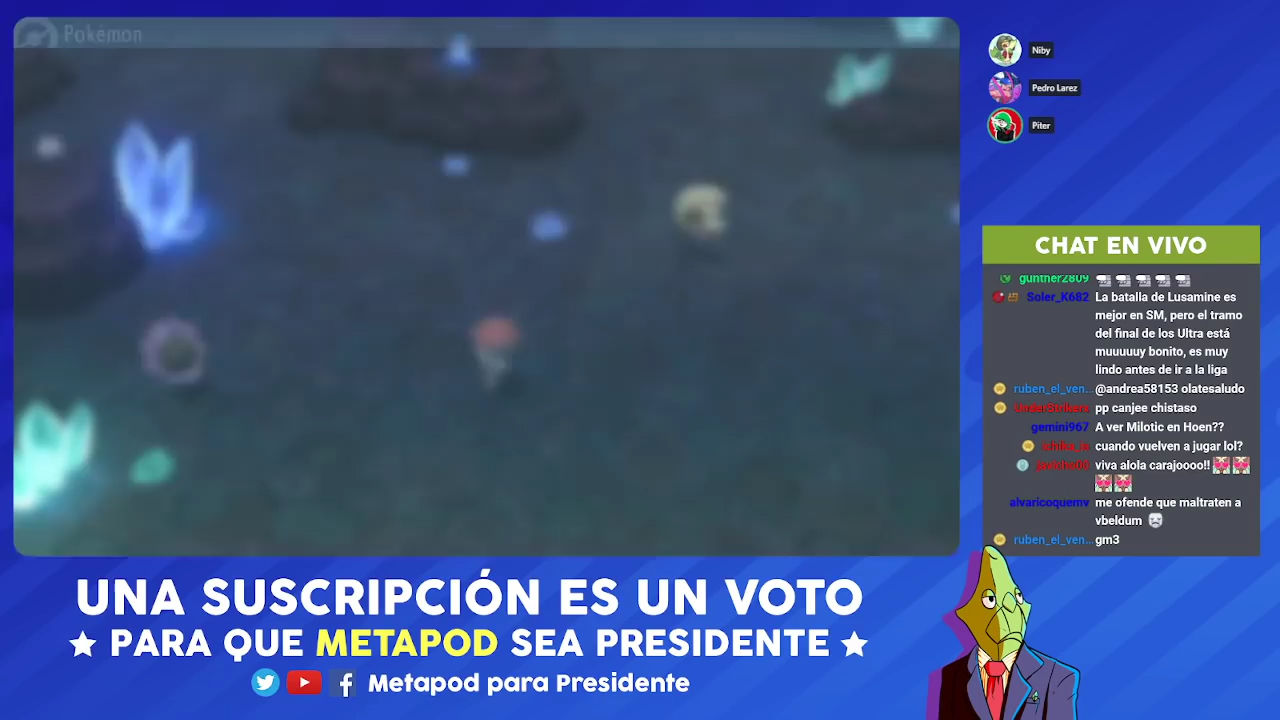 Pokémon
Niby
Pedro Larez
Piter
CHAT EN VIVO
gunther2809
Soler_K682 La batalla de Lusamine es
mejor en SM, pero el tramo
del final de los Ultra está
muuuuuy bonito, es muy
lindo antes de ir a la liga
ruben_el_ven... @andrea58153 olatesaludo
pp canjee chistaso
gemini967 A ver Milotic en Hoen??
cuando vuelven a jugar lol?
viva alola carajoooo!!
alvaricoquemv me ofende que maltraten a
vbeldum
ruben_el_ven... gm3
UNA SUSCRIPCIÓN ES UN VOTO
★ PARA QUE METAPOD SEA PRESIDENTE ★
Metapod para Presidente